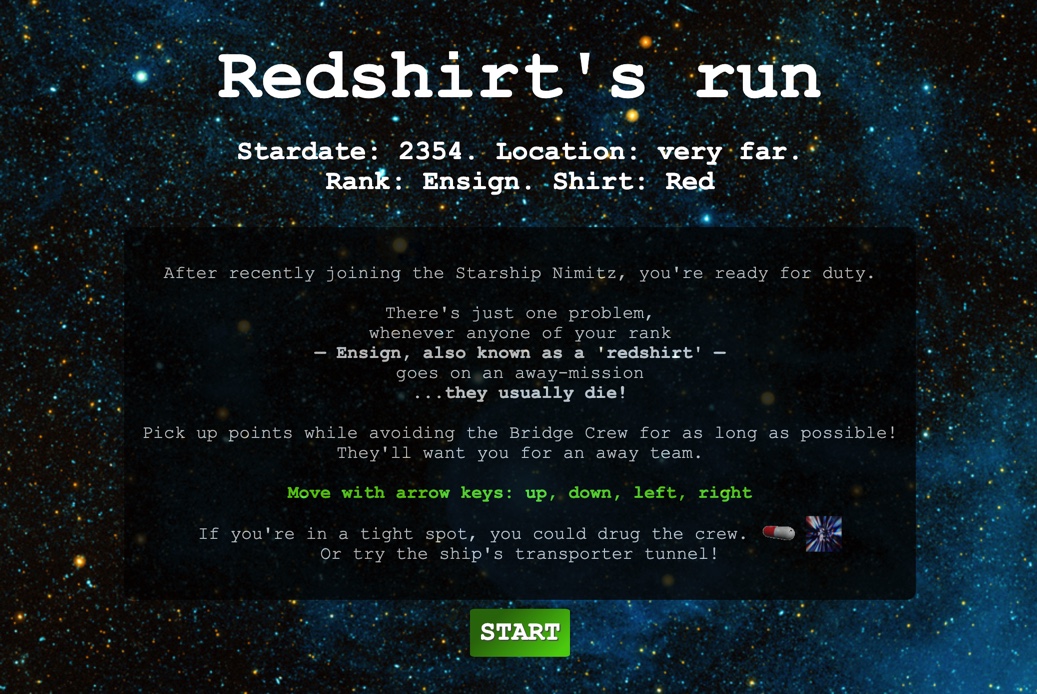 Redshirt's run
Stardate: 2354. Location: very far.
Rank: Ensign. Shirt: Red
After recently joining the Starship Nimitz, you're ready for duty.
There's just one problem,
whenever anyone of your rank
— Ensign, also known as a 'redshirt' —
goes on an away-mission
...they usually die!
Pick up points while avoiding the Bridge Crew for as long as possible!
They'll want you for an away team.
Move with arrow keys: up, down, left, right
If you're in a tight spot, you could drug the crew.
Or try the ship's transporter tunnel!
START